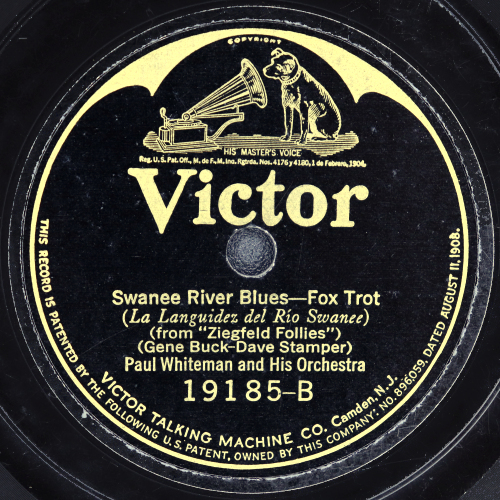 COPYRIGHT
HIS MASTER'S VOICE
Reg. U.S. Pat. Off., M. de F., M. Inc. Rgtrda. Nos. 4176 y 4180, 1 de Febrero, 1904.
Victor
Swanee River Blues—Fox Trot
(La Languidez del Río Swanee)
(from "Ziegfeld Follies")
(Gene Buck-Dave Stamper)
Paul Whiteman and His Orchestra
19185-B
VICTOR TALKING MACHINE CO. Camden, N.J.
THIS RECORD IS PATENTED BY THE FOLLOWING U.S. PATENT, OWNED BY THIS COMPANY: NO. 896,059, DATED AUGUST 11, 1908.